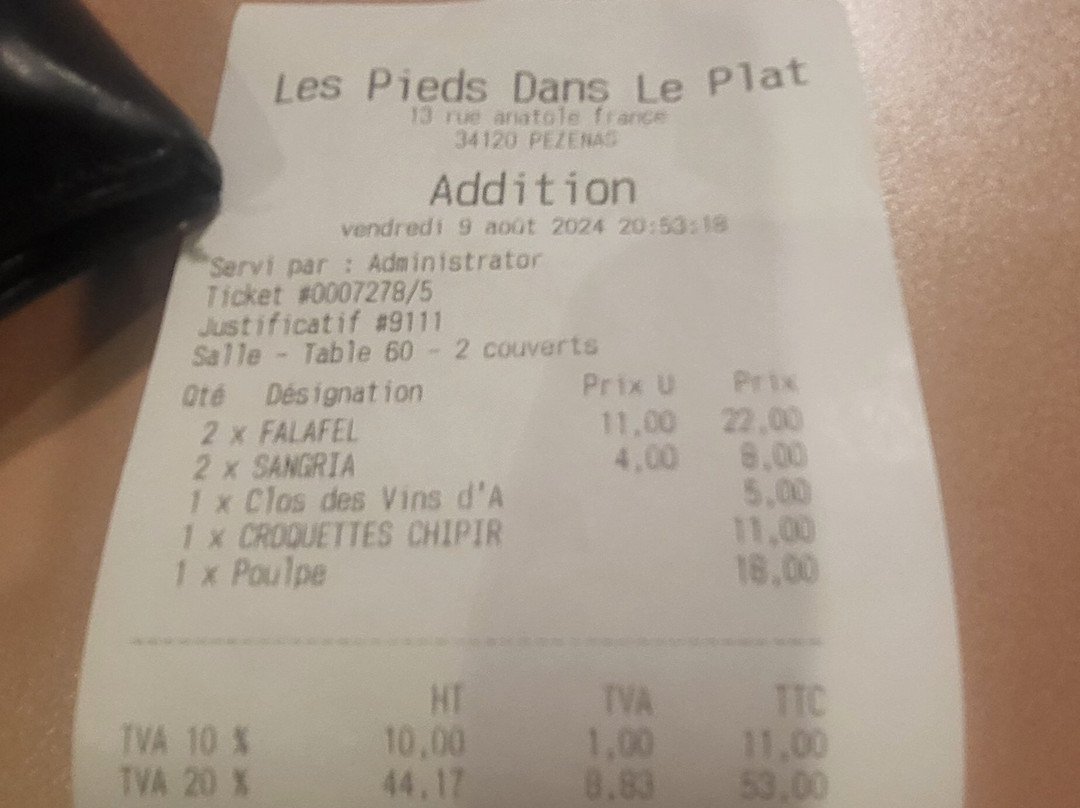 Les Pieds Dans Le Plat
13 rue anatole france
34120 PEZENAS
Addition
vendredi 9 août 2024 20:53:18
Servi par : Administrator
Ticket #0007278/5
Justificatif #9111
Salle - Table 60 - 2 couverts
Qté Désignation Prix U Prix
2 x FALAFEL 11,00 22,00
2 x SANGRIA 4,00 8,00
1 x Clos des Vins d'A 5,00
1 x CROQUETTES CHIPIR 11,00
1 x Poulpe 18,00
HT TVA TTC
TVA 10 % 10,00 1,00 11,00
TVA 20 % 44,17 8,83 53,00